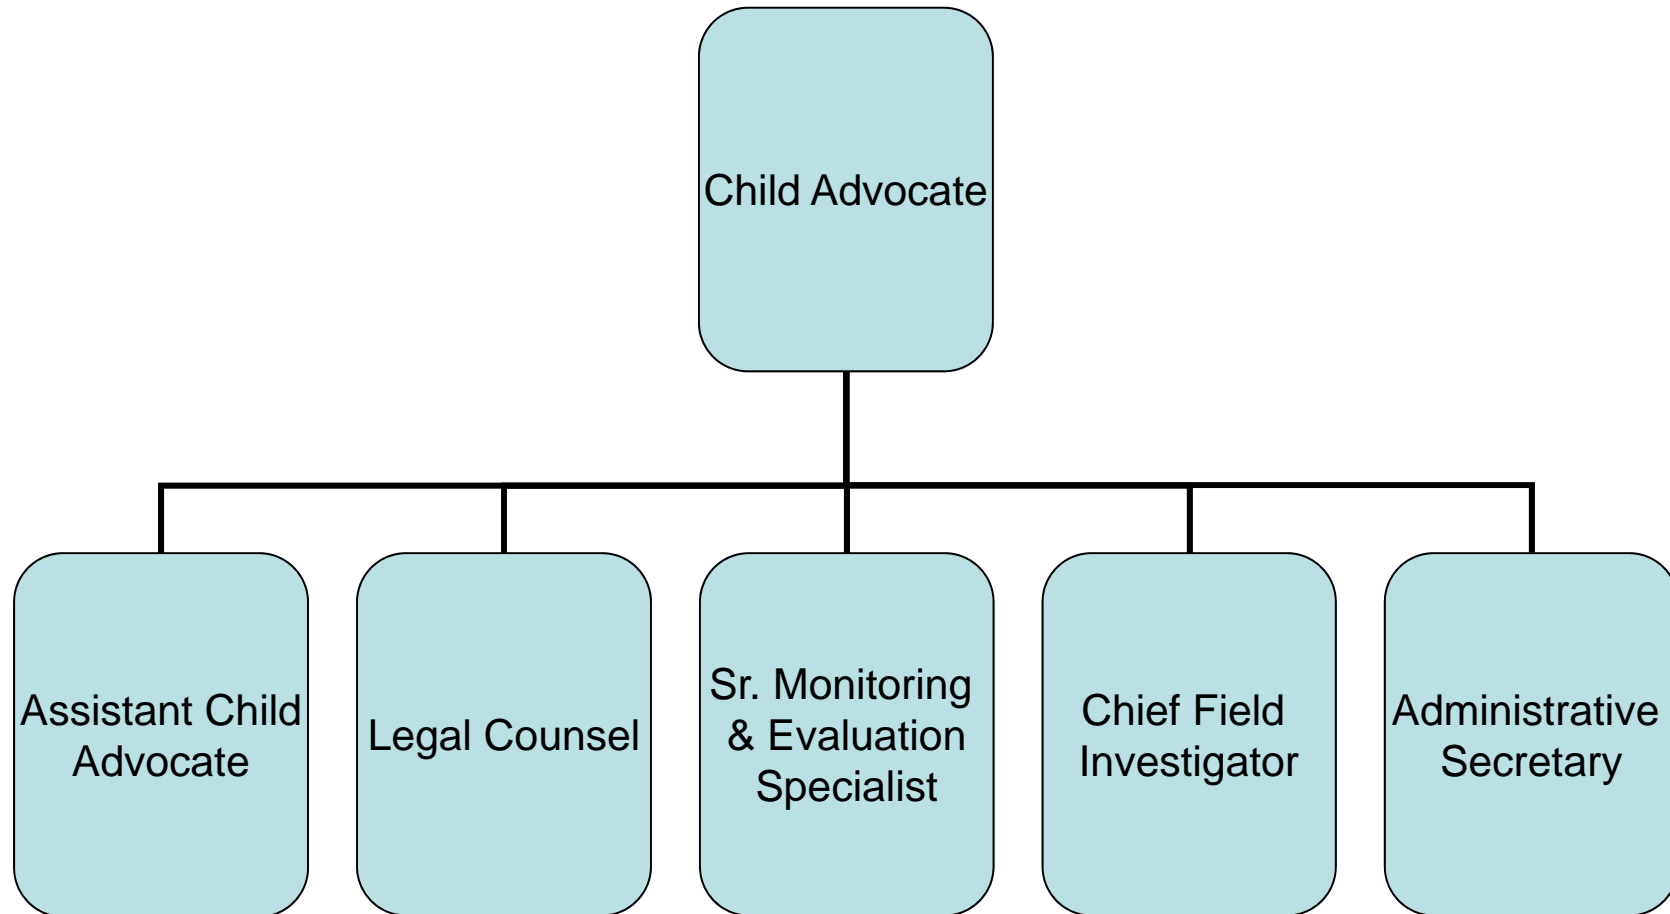 Child Advocate
Assistant Child
Advocate
Legal Counsel
Sr. Monitoring
& Evaluation
Specialist
Chief Field
Investigator
Administrative
Secretary